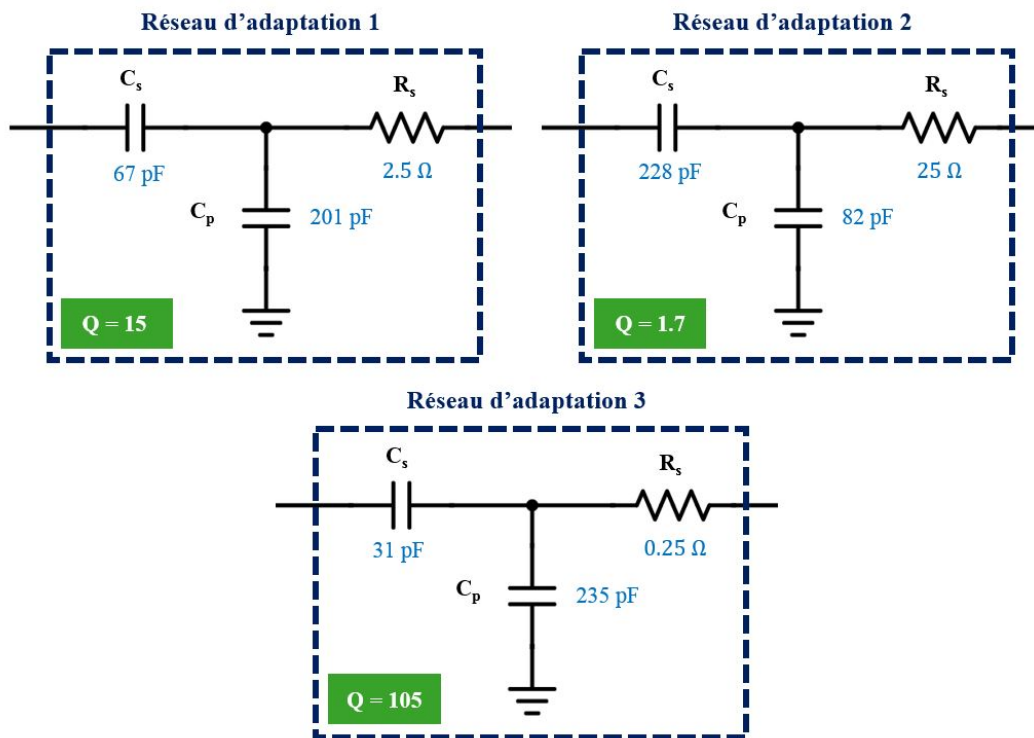 Réseau d'adaptation 1
Cs
Rs
67 pF
2.5 Ω
Cp
201 pF
Q = 15
Réseau d'adaptation 2
Cs
Rs
228 pF
25 Ω
Cp
82 pF
Q = 1.7
Réseau d'adaptation 3
Cs
Rs
31 pF
0.25 Ω
Cp
235 pF
Q = 105